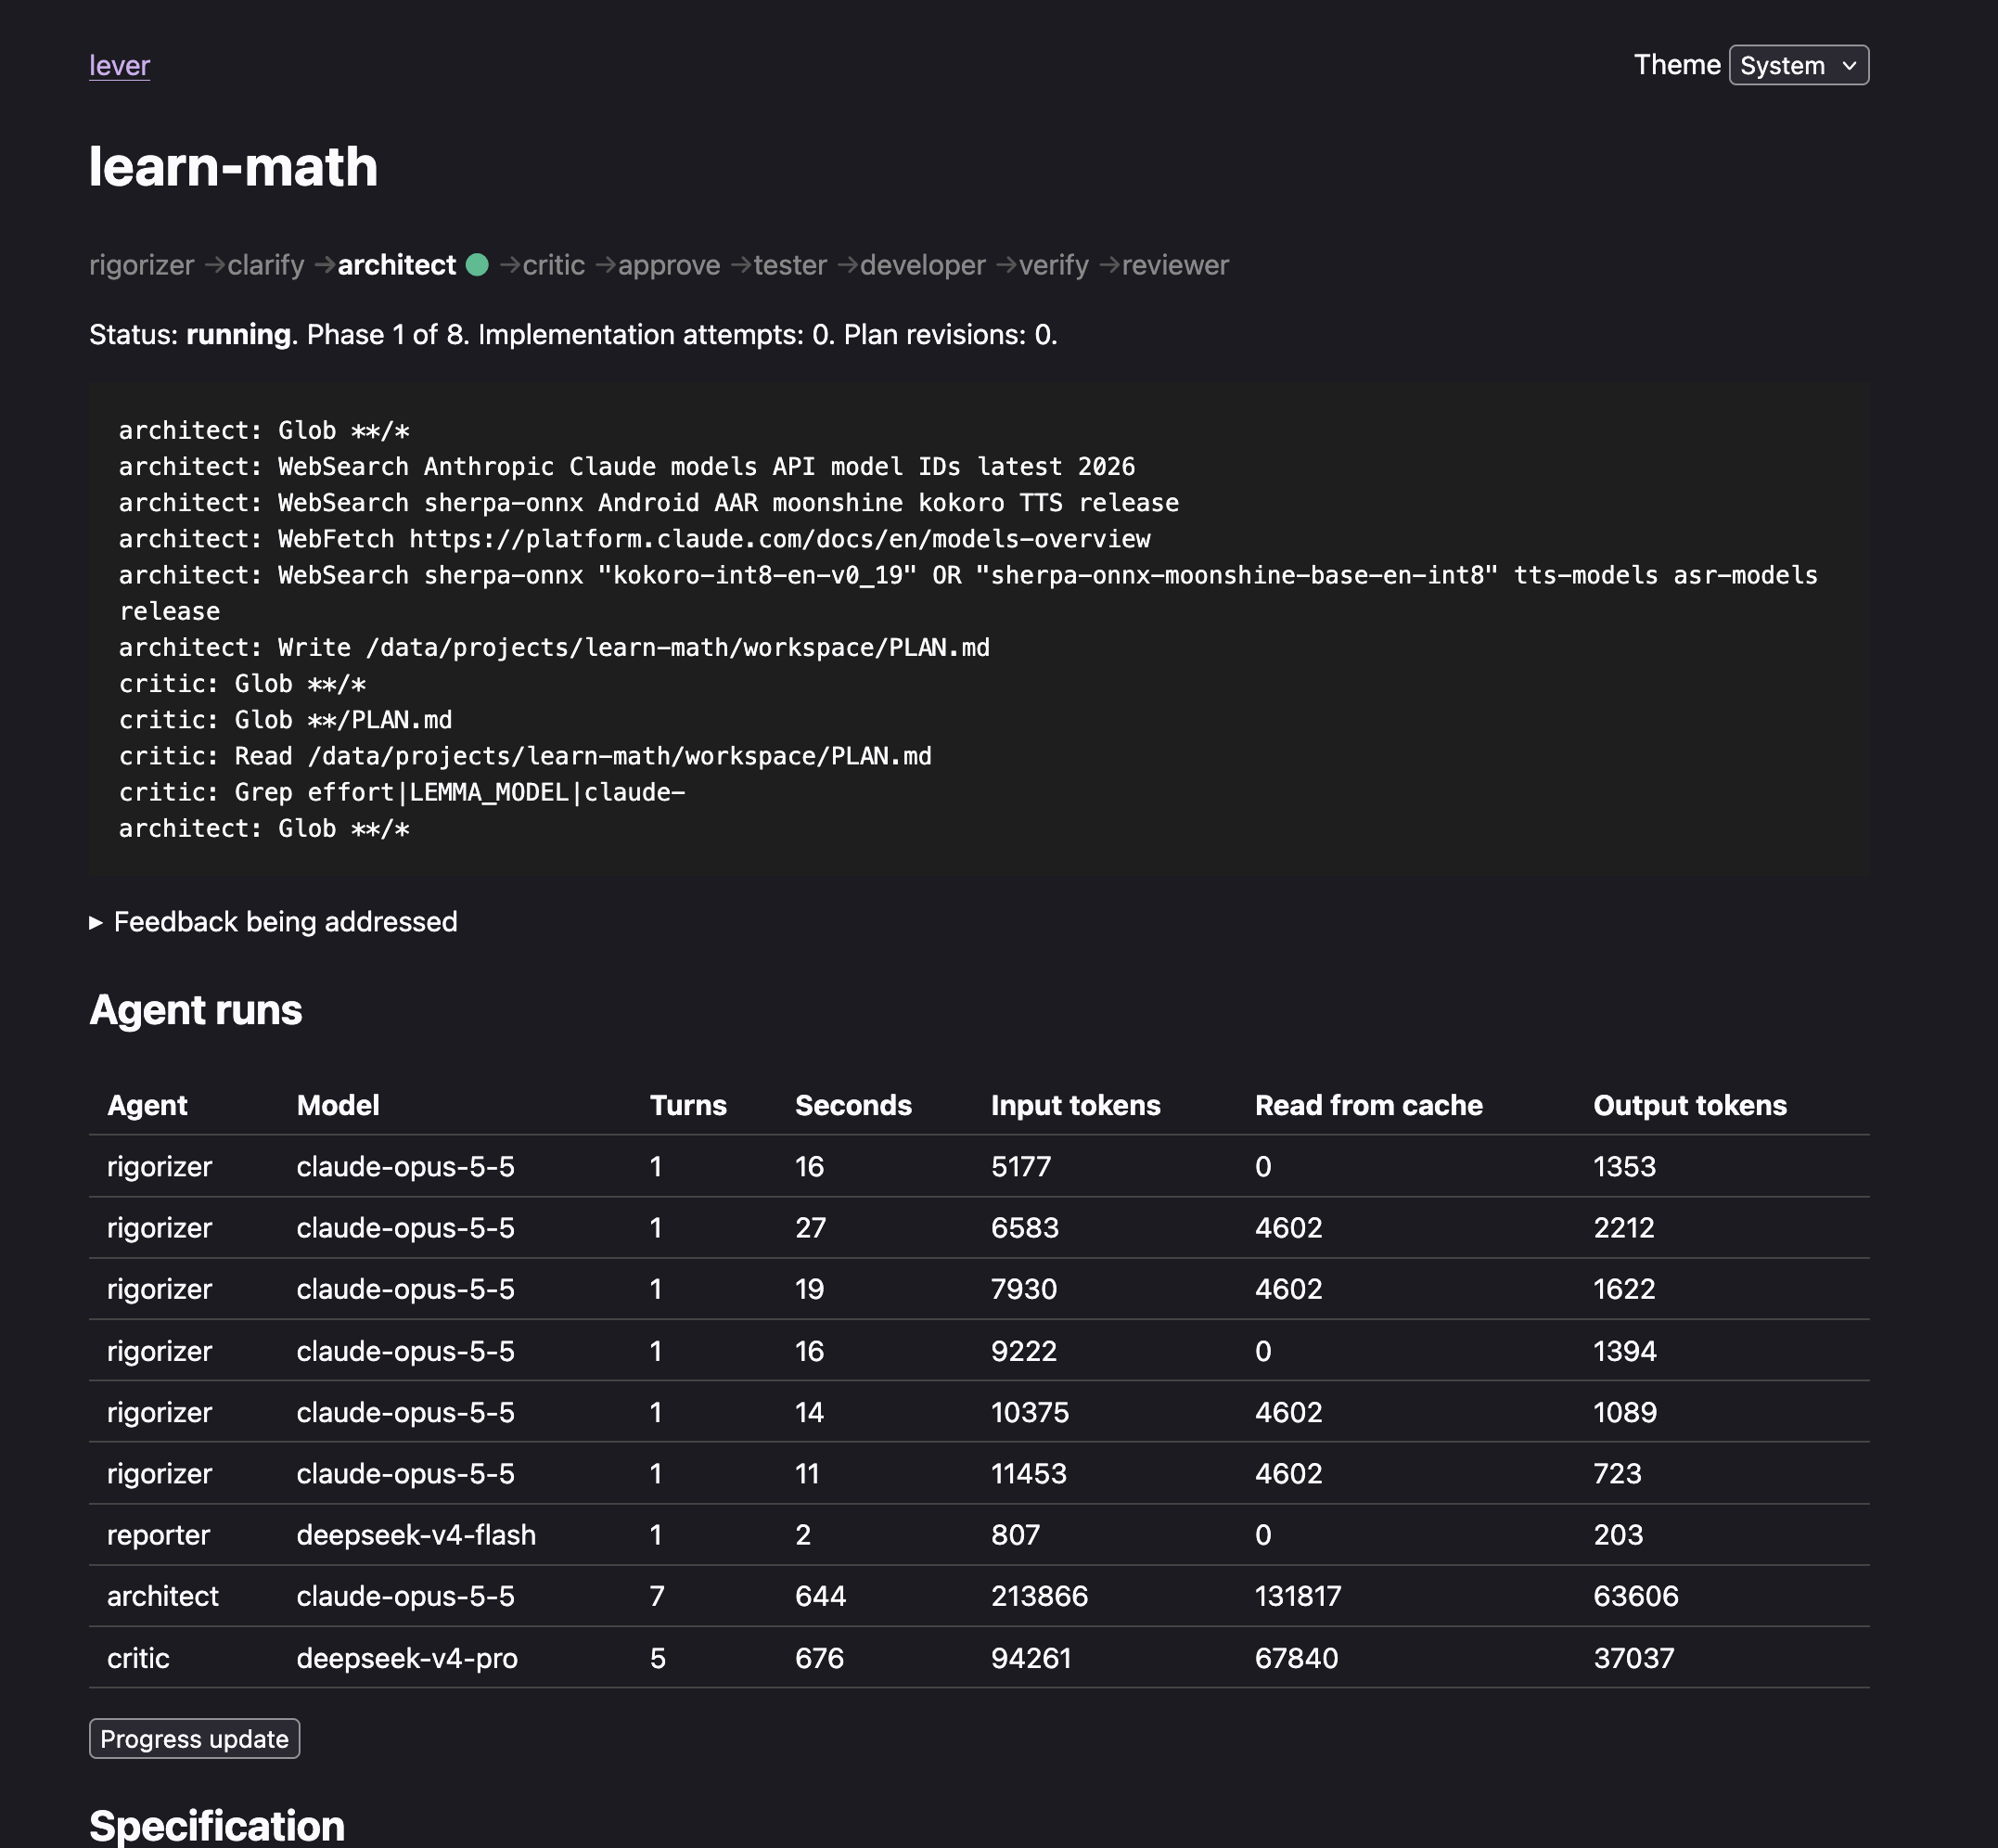 lever
Theme System
learn-math
rigorizer →clarify →architect →critic →approve →tester →developer →verify →reviewer
Status: running. Phase 1 of 8. Implementation attempts: 0. Plan revisions: 0.
architect: Glob **/*
architect: WebSearch Anthropic Claude models API model IDs latest 2026
architect: WebSearch sherpa-onnx Android AAR moonshine kokoro TTS release
architect: WebFetch https://platform.claude.com/docs/en/models-overview
architect: WebSearch sherpa-onnx "kokoro-int8-en-v0_19" OR "sherpa-onnx-moonshine-base-en-int8" tts-models asr-models
release
architect: Write /data/projects/learn-math/workspace/PLAN.md
critic: Glob **/*
critic: Glob **/PLAN.md
critic: Read /data/projects/learn-math/workspace/PLAN.md
critic: Grep effort|LEMMA_MODEL|claude-
architect: Glob **/*
▶ Feedback being addressed
Agent runs
Agent Model Turns Seconds Input tokens Read from cache Output tokens
rigorizer claude-opus-5-5 1 16 5177 0 1353
rigorizer claude-opus-5-5 1 27 6583 4602 2212
rigorizer claude-opus-5-5 1 19 7930 4602 1622
rigorizer claude-opus-5-5 1 16 9222 0 1394
rigorizer claude-opus-5-5 1 14 10375 4602 1089
rigorizer claude-opus-5-5 1 11 11453 4602 723
reporter deepseek-v4-flash 1 2 807 0 203
architect claude-opus-5-5 7 644 213866 131817 63606
critic deepseek-v4-pro 5 676 94261 67840 37037
Progress update
Specification